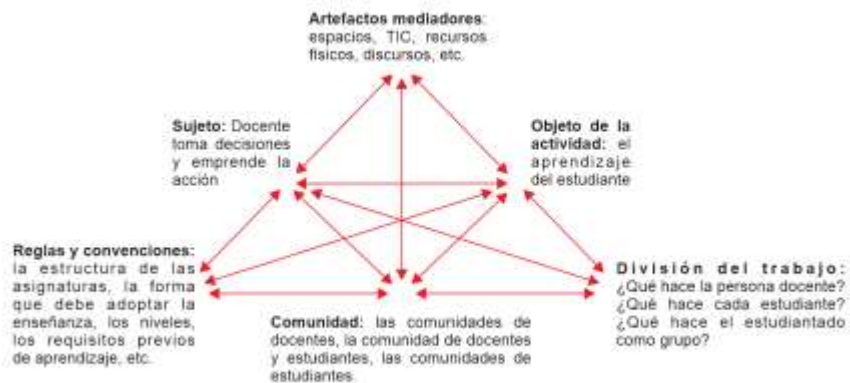 Artefactos mediadores:
espacios, TIC, recursos
físicos, discursos, etc.
Sujeto: Docente
toma decisiones
y emprende la
acción
Objeto de la
actividad: el
aprendizaje
del estudiante
Reglas y convenciones:
la estructura de las
asignaturas, la forma
que debe adoptar la
enseñanza, los niveles,
los requisitos previos
de aprendizaje, etc.
Comunidad: las comunidades de
docentes, la comunidad de docentes
y estudiantes, las comunidades de
estudiantes
División del trabajo:
¿Qué hace la persona docente?
¿Qué hace cada estudiante?
¿Qué hace el estudiantado
como grupo?